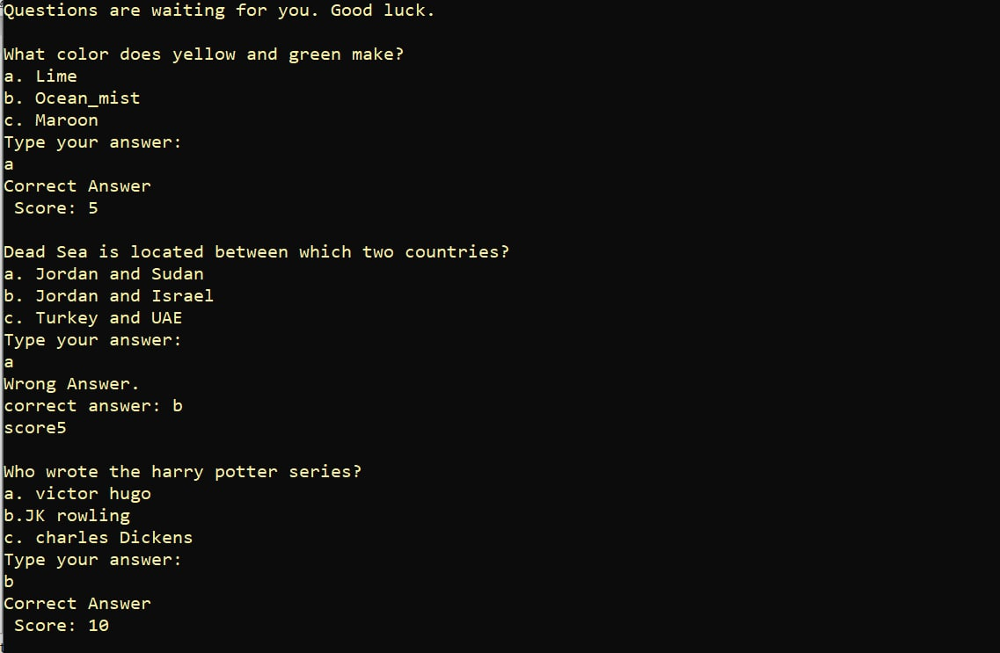 Questions are waiting for you. Good luck.
What color does yellow and green make?
a. Lime
b. Ocean_mist
c. Maroon
Type your answer:
a
Correct Answer
Score: 5
Dead Sea is located between which two countries?
a. Jordan and Sudan
b. Jordan and Israel
c. Turkey and UAE
Type your answer:
a
Wrong Answer.
correct answer: b
score5
Who wrote the harry potter series?
a. victor hugo
b.JK rowling
c. charles Dickens
Type your answer:
b
Correct Answer
Score: 10